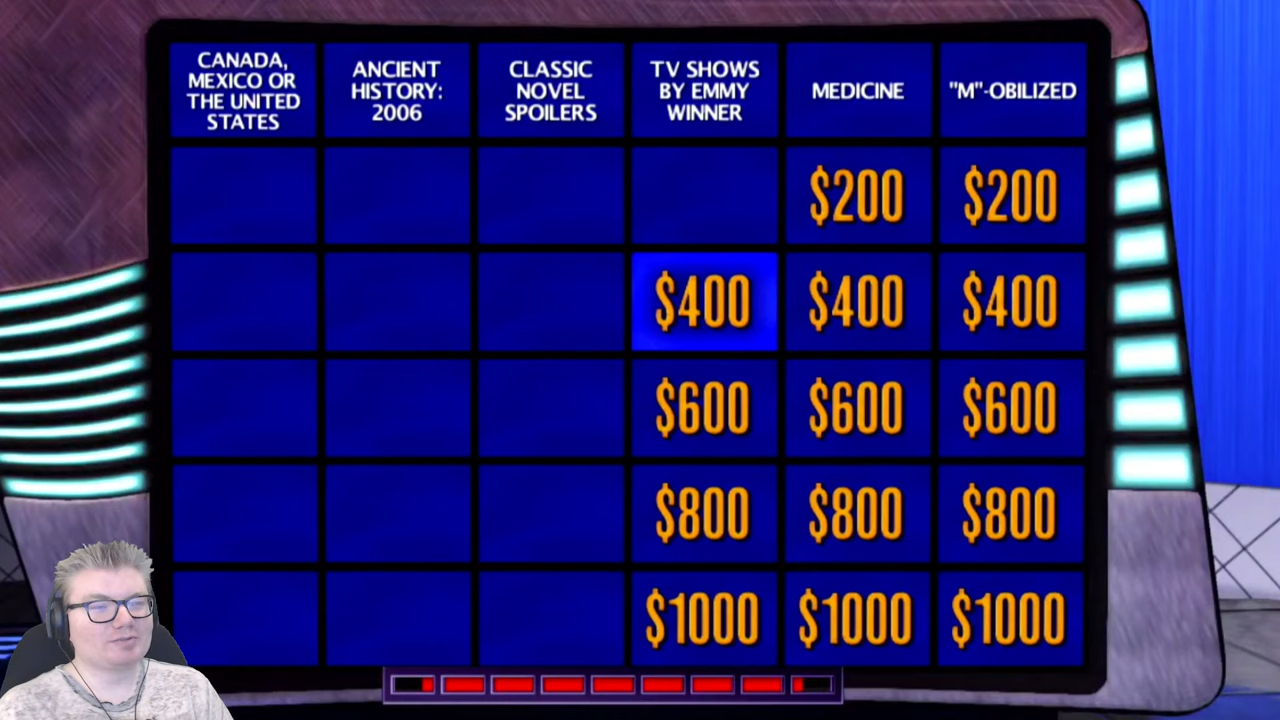 CANADA,
MEXICO OR
THE UNITED
STATES
ANCIENT
HISTORY:
2006
CLASSIC
NOVEL
SPOILERS
TV SHOWS
BY EMMY
WINNER
MEDICINE
"M"-OBILIZED
$200 $200
$400 $400 $400
$600 $600 $600
$800 $800 $800
$1000 $1000 $1000